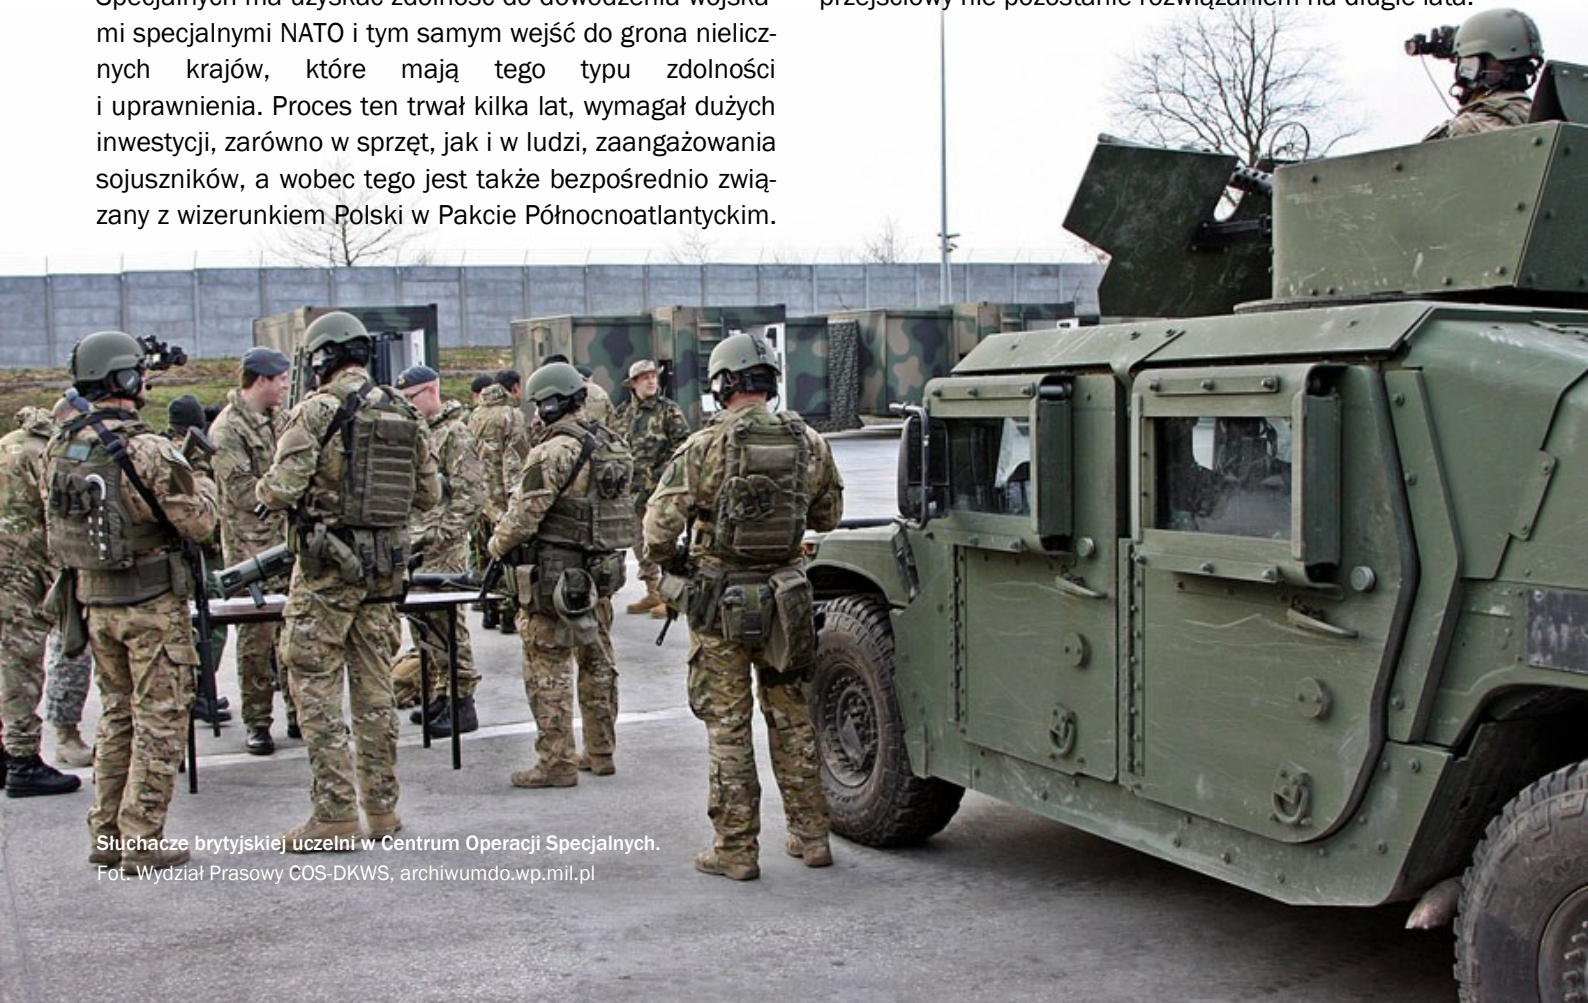 Specjalnych ma uzyskać zdolność do dowodzenia wojska-
mi specjalnymi NATO i tym samym wejść do grona nielicz-
nych krajów, które mają tego typu zdolności
i uprawnienia. Proces ten trwał kilka lat, wymagał dużych
inwestycji, zarówno w sprzęt, jak i w ludzi, zaangażowania
sojuszników, a wobec tego jest także bezpośrednio zwią-
zany z wizerunkiem Polski w Pakcie Północnoatlantyckim.
przejściowy nie pozostanie rozwiązaniem na długie lata.
Słuchacze brytyjskiej uczelni w Centrum Operacji Specjalnych.
Fot. Wydział Prasowy COS-DKWS, archiwumdo.wp.mil.pl